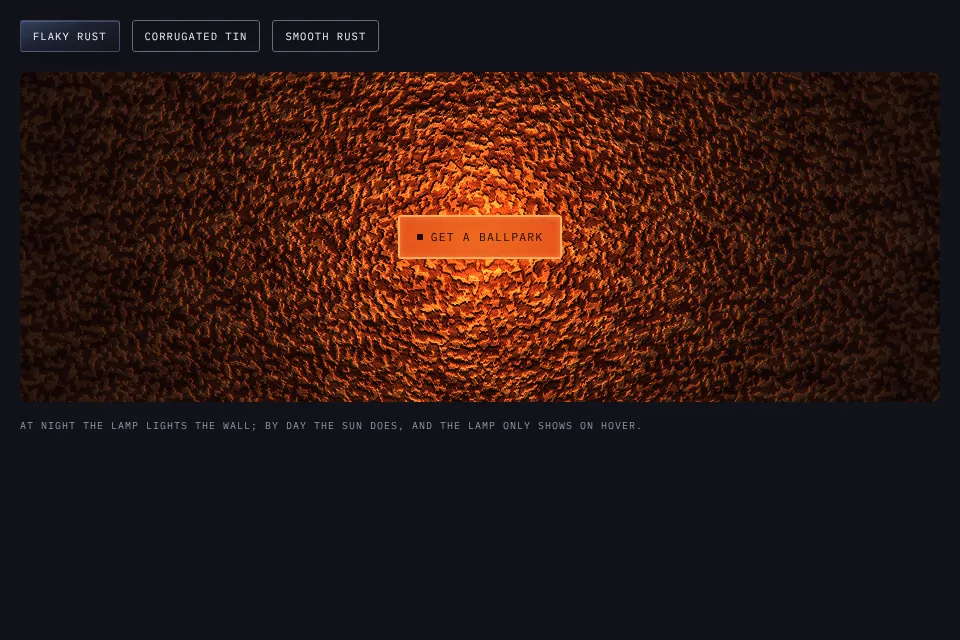 FLAKY RUST
CORRUGATED TIN
SMOOTH RUST
GET A BALLPARK
AT NIGHT THE LAMP LIGHTS THE WALL; BY DAY THE SUN DOES, AND THE LAMP ONLY SHOWS ON HOVER.